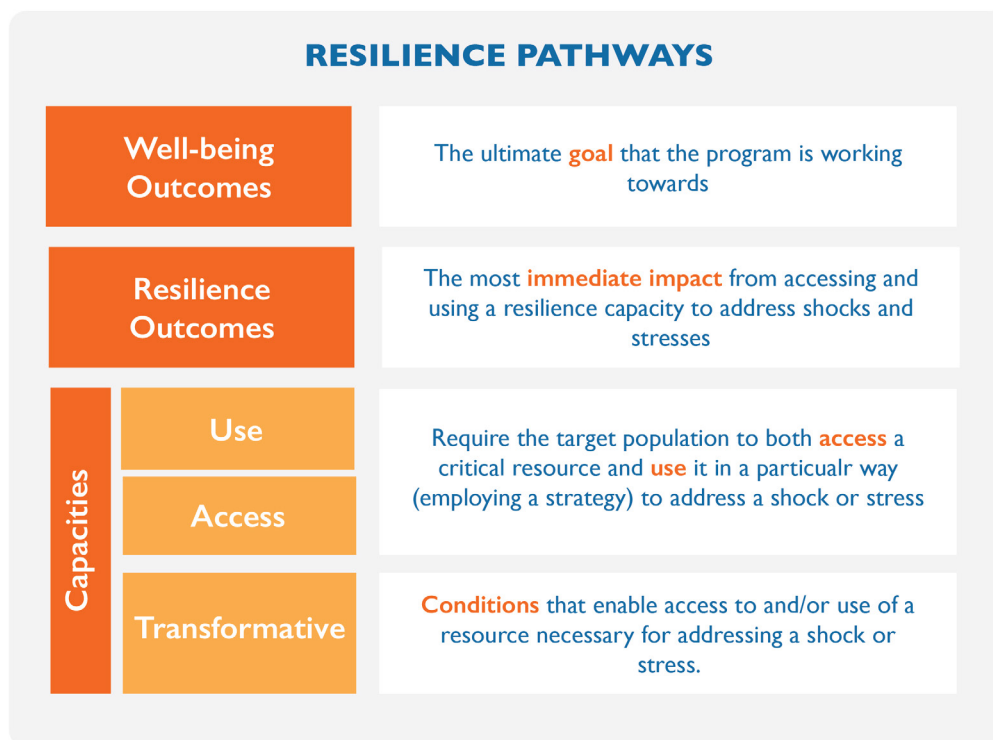 RESILIENCE PATHWAYS
Well-being
Outcomes
The ultimate goal that the program is working
towards
Resilience
Outcomes
The most immediate impact from accessing and
using a resilience capacity to address shocks and
stresses
Capacities
Use
Access
Require the target population to both access a
critical resource and use it in a particualr way
(employing a strategy) to address a shock or stress
Transformative
Conditions that enable access to and/or use of a
resource necessary for addressing a shock or
stress.